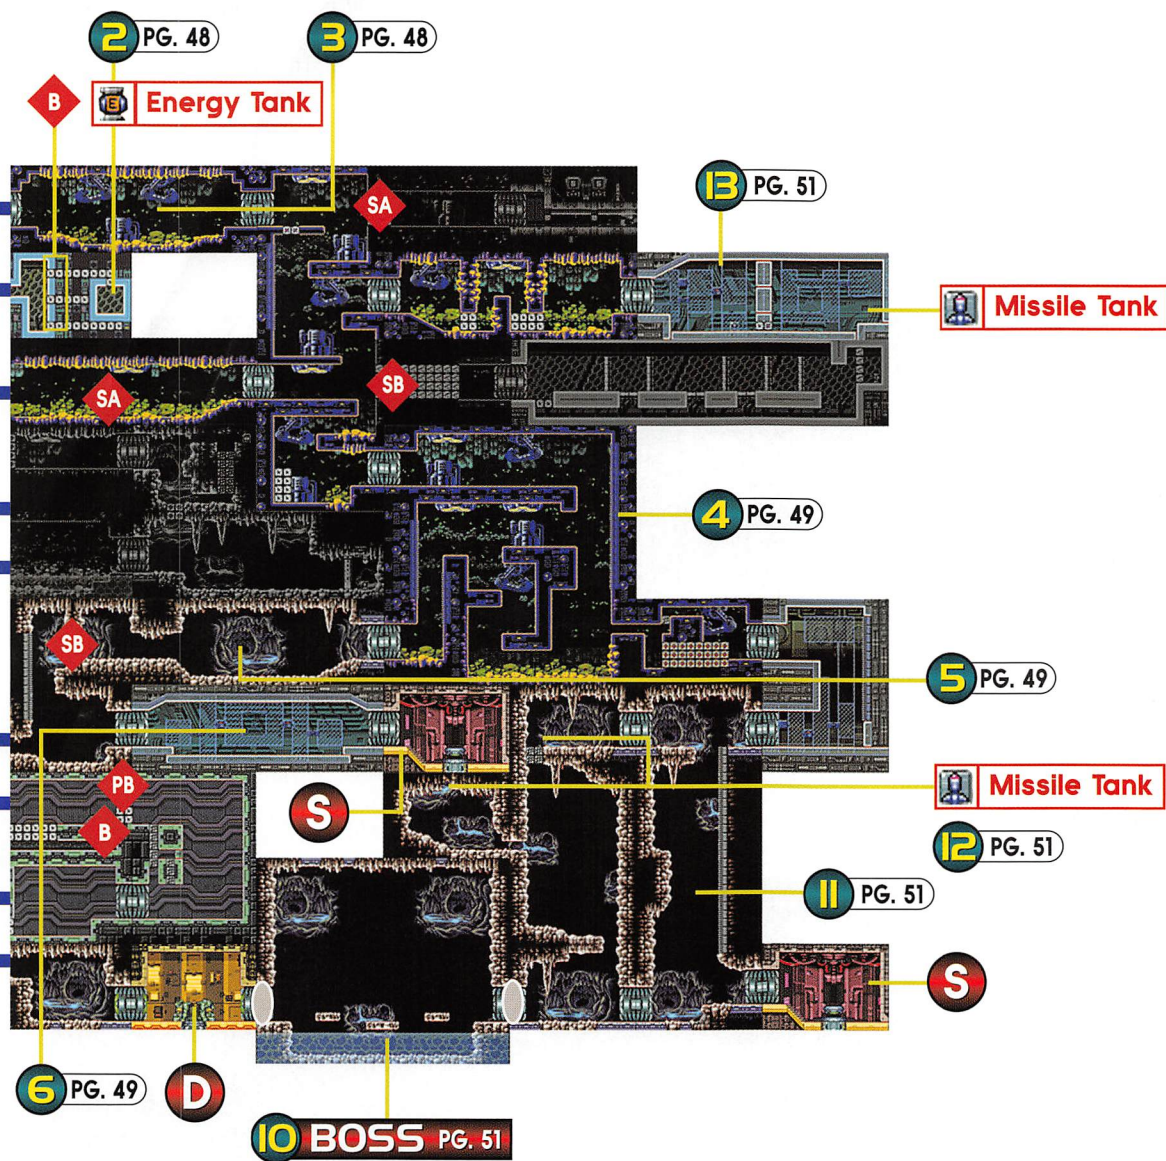 2 PG. 48
3 PG. 48
B
E Energy Tank
SA
13 PG. 51
Missile Tank
SA
SB
4 PG. 49
SB
5 PG. 49
PB
B
S
Missile Tank
12 PG. 51
11 PG. 51
S
6 PG. 49
D
10 BOSS PG. 51